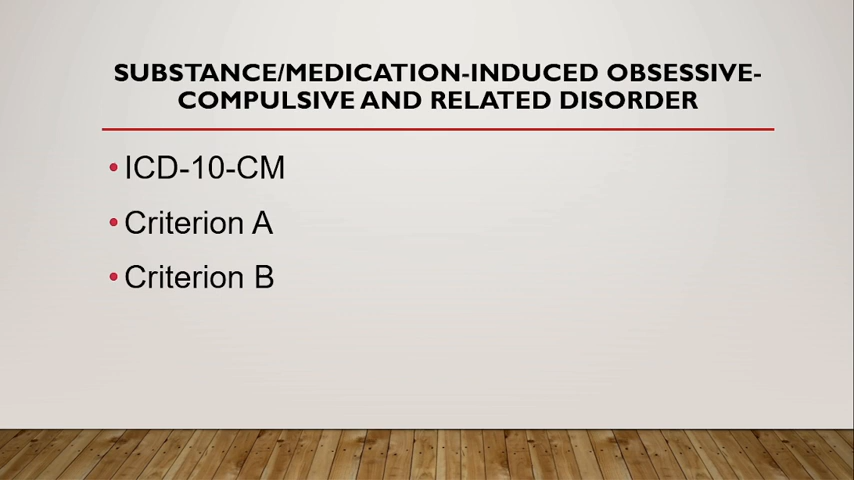 SUBSTANCE/MEDICATION-INDUCED OBSESSIVE-
COMPULSIVE AND RELATED DISORDER
• ICD-10-CM
• Criterion A
• Criterion B